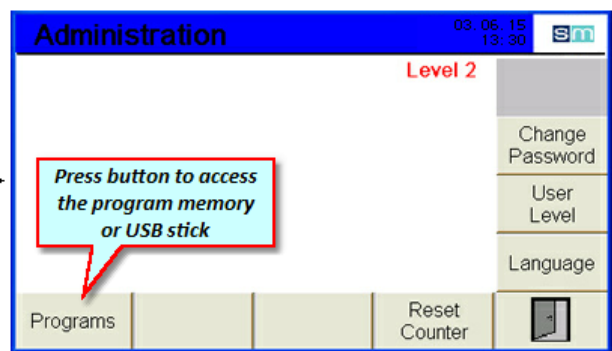 Administration
03. 06. 15
13: 30
sm
Level 2
Change
Password
Press button to access
the program memory
or USB stick
User
Level
Language
Programs
Reset
Counter